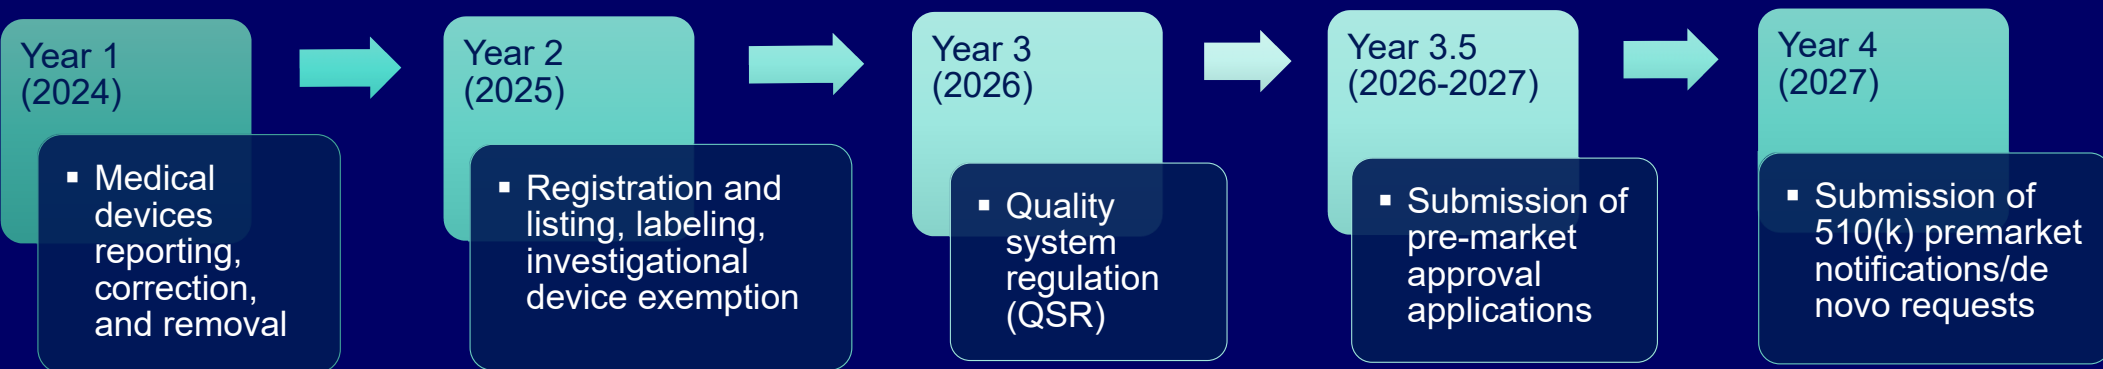 Year 1
(2024)
▪ Medical
devices
reporting,
correction,
and removal
Year 2
(2025)
▪ Registration and
listing, labeling,
investigational
device exemption
Year 3
(2026)
▪ Quality
system
regulation
(QSR)
Year 3.5
(2026-2027)
▪ Submission of
pre-market
approval
applications
Year 4
(2027)
▪ Submission of
510(k) premarket
notifications/de
novo requests